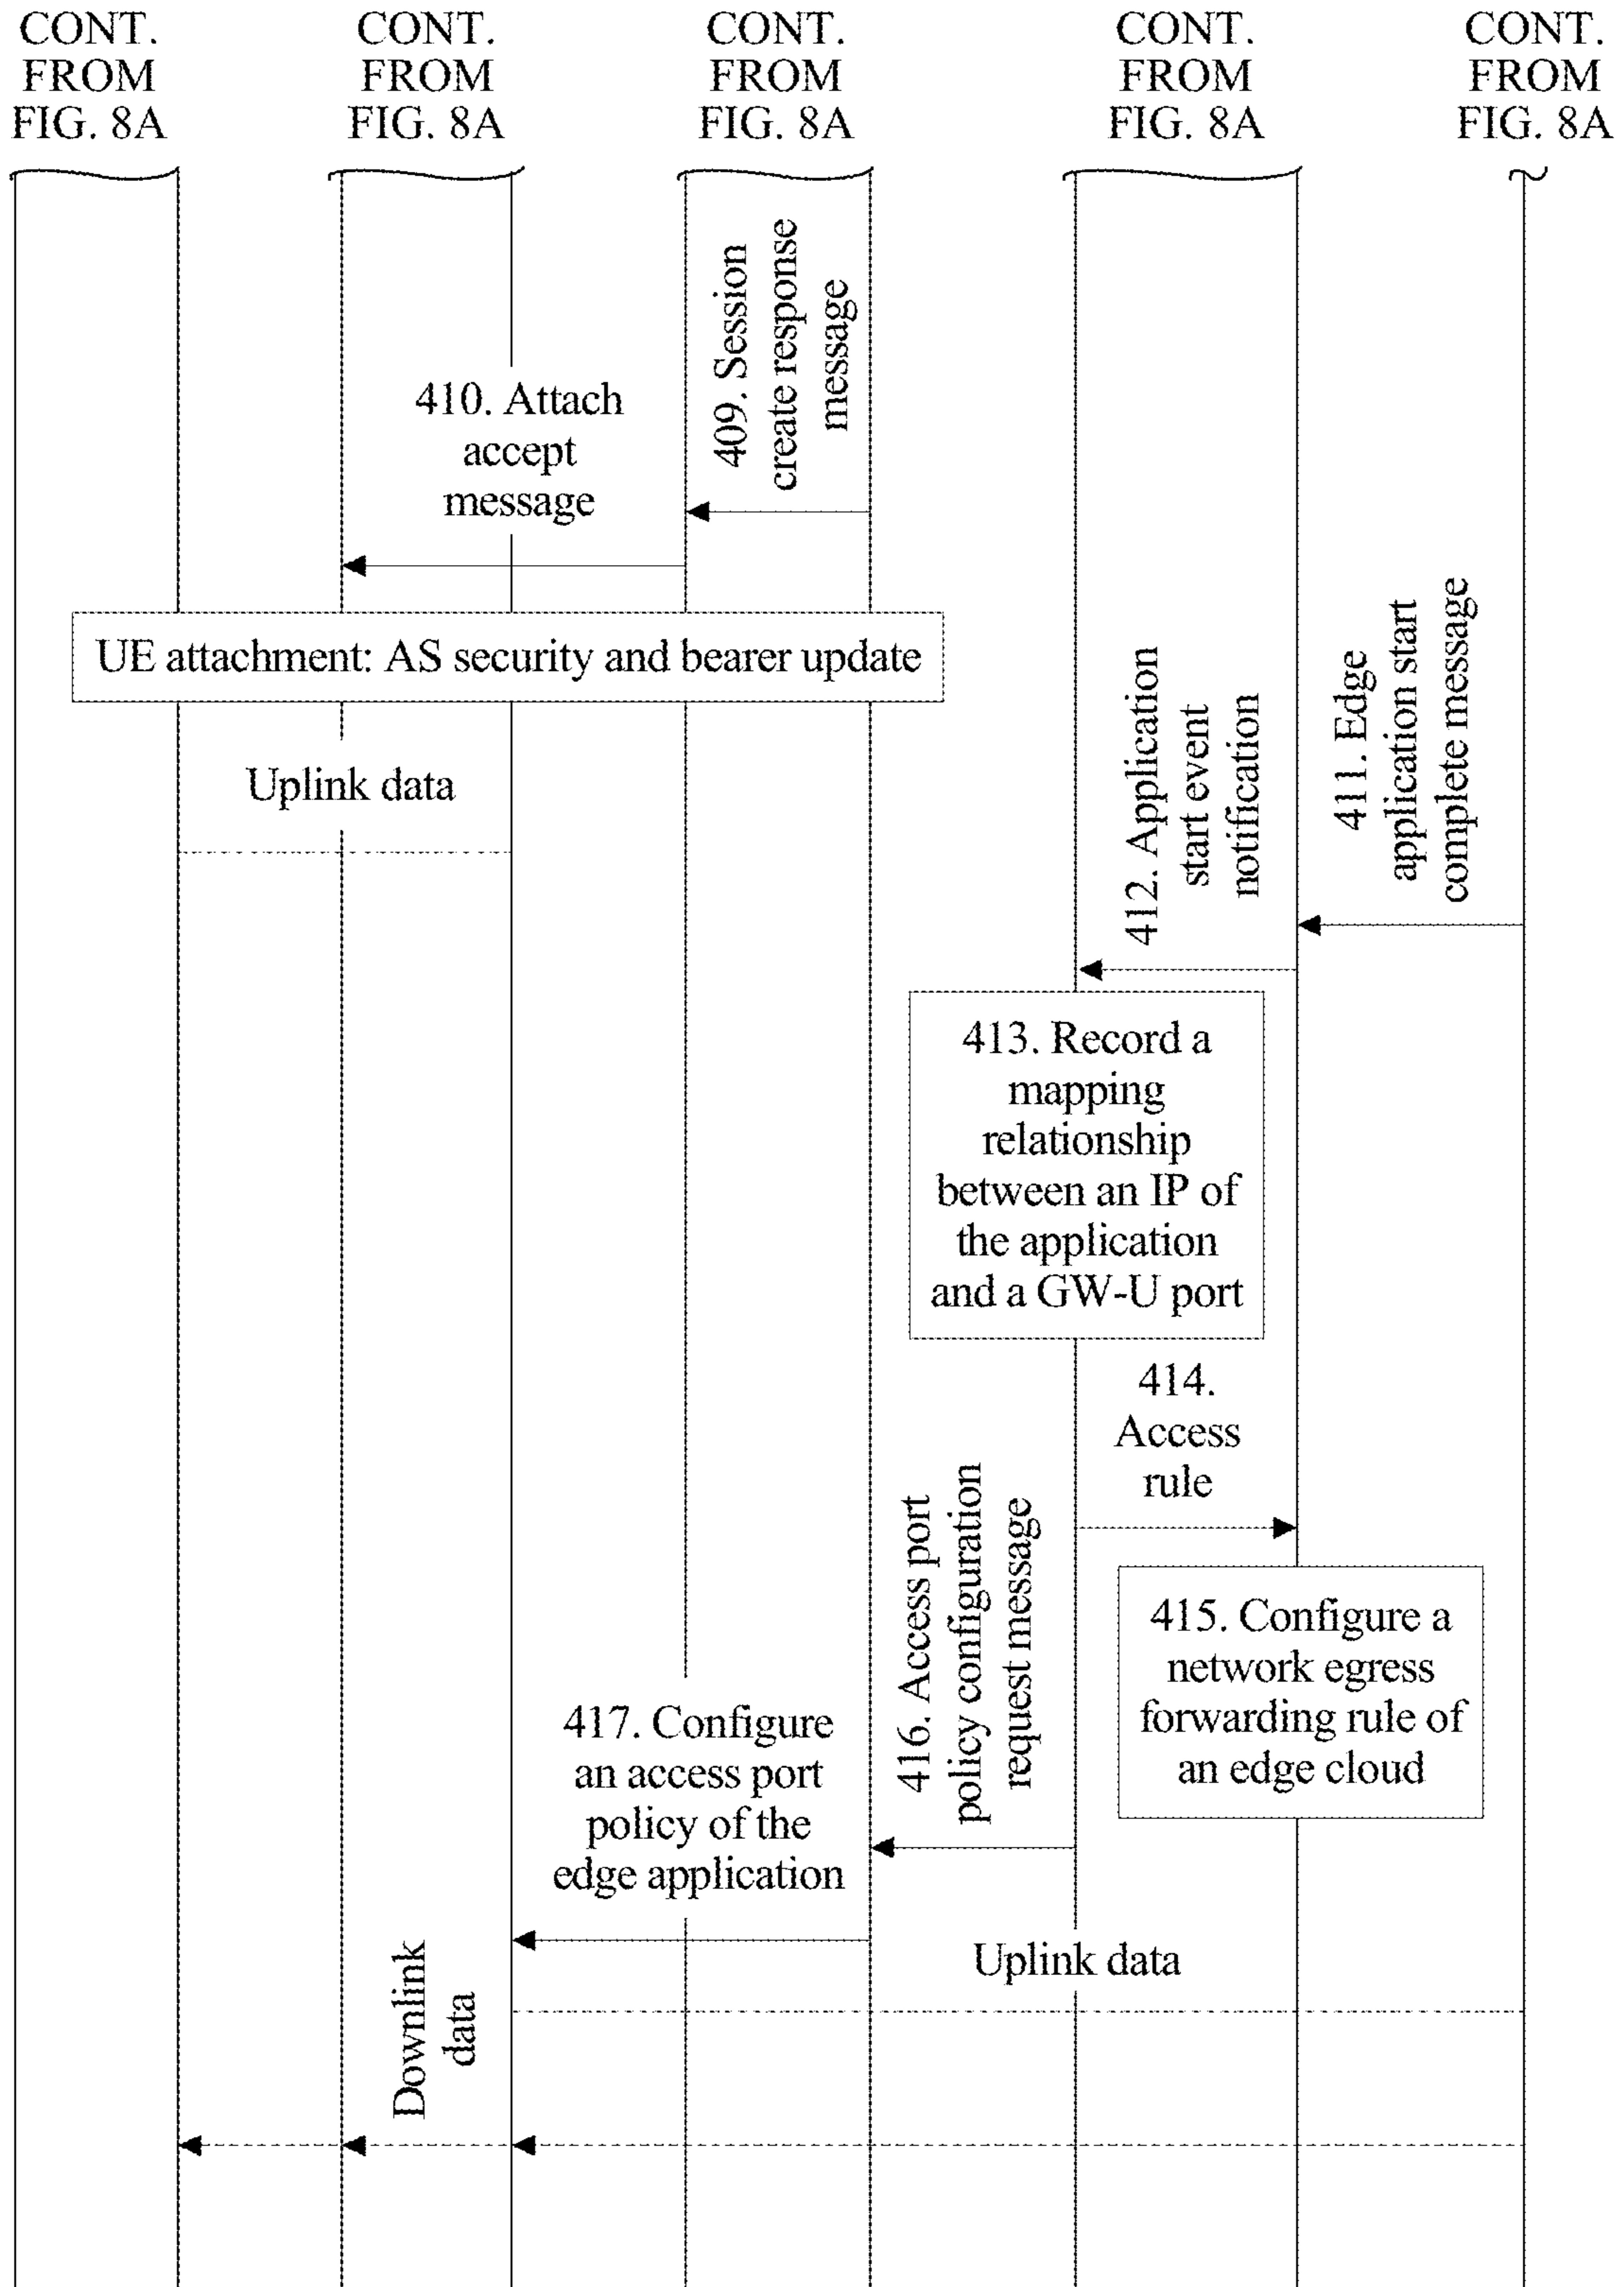 CONT.
FROM
FIG. 8A
CONT.
FROM
FIG. 8A
CONT.
FROM
FIG. 8A
CONT.
FROM
FIG. 8A
CONT.
FROM
FIG. 8A
409. Session
create response
message
410. Attach
accept
message
UE attachment: AS security and bearer update
Uplink data
411. Edge
application start
complete message
412. Application
start event
notification
413. Record a
mapping
relationship
between an IP of
the application
and a GW-U port
414.
Access
rule
415. Configure a
network egress
forwarding rule of
an edge cloud
416. Access port
policy configuration
request message
417. Configure
an access port
policy of the
edge application
Uplink data
Downlink
data